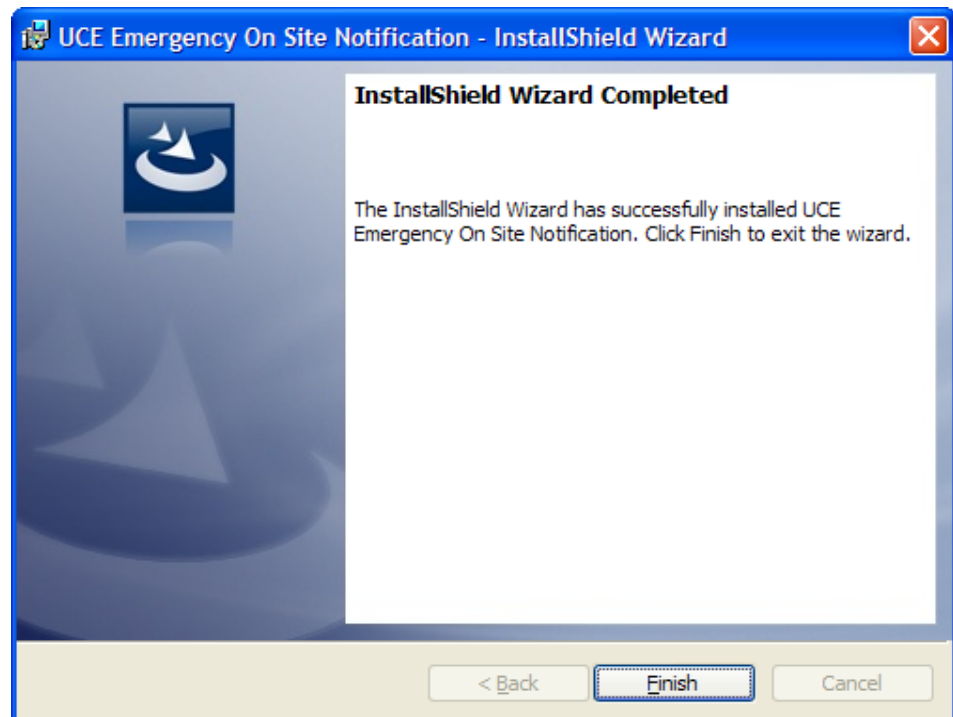 UCE Emergency On Site Notification - InstallShield Wizard
InstallShield Wizard Completed
The InstallShield Wizard has successfully installed UCE
Emergency On Site Notification. Click Finish to exit the wizard.
< Back
Finish
Cancel